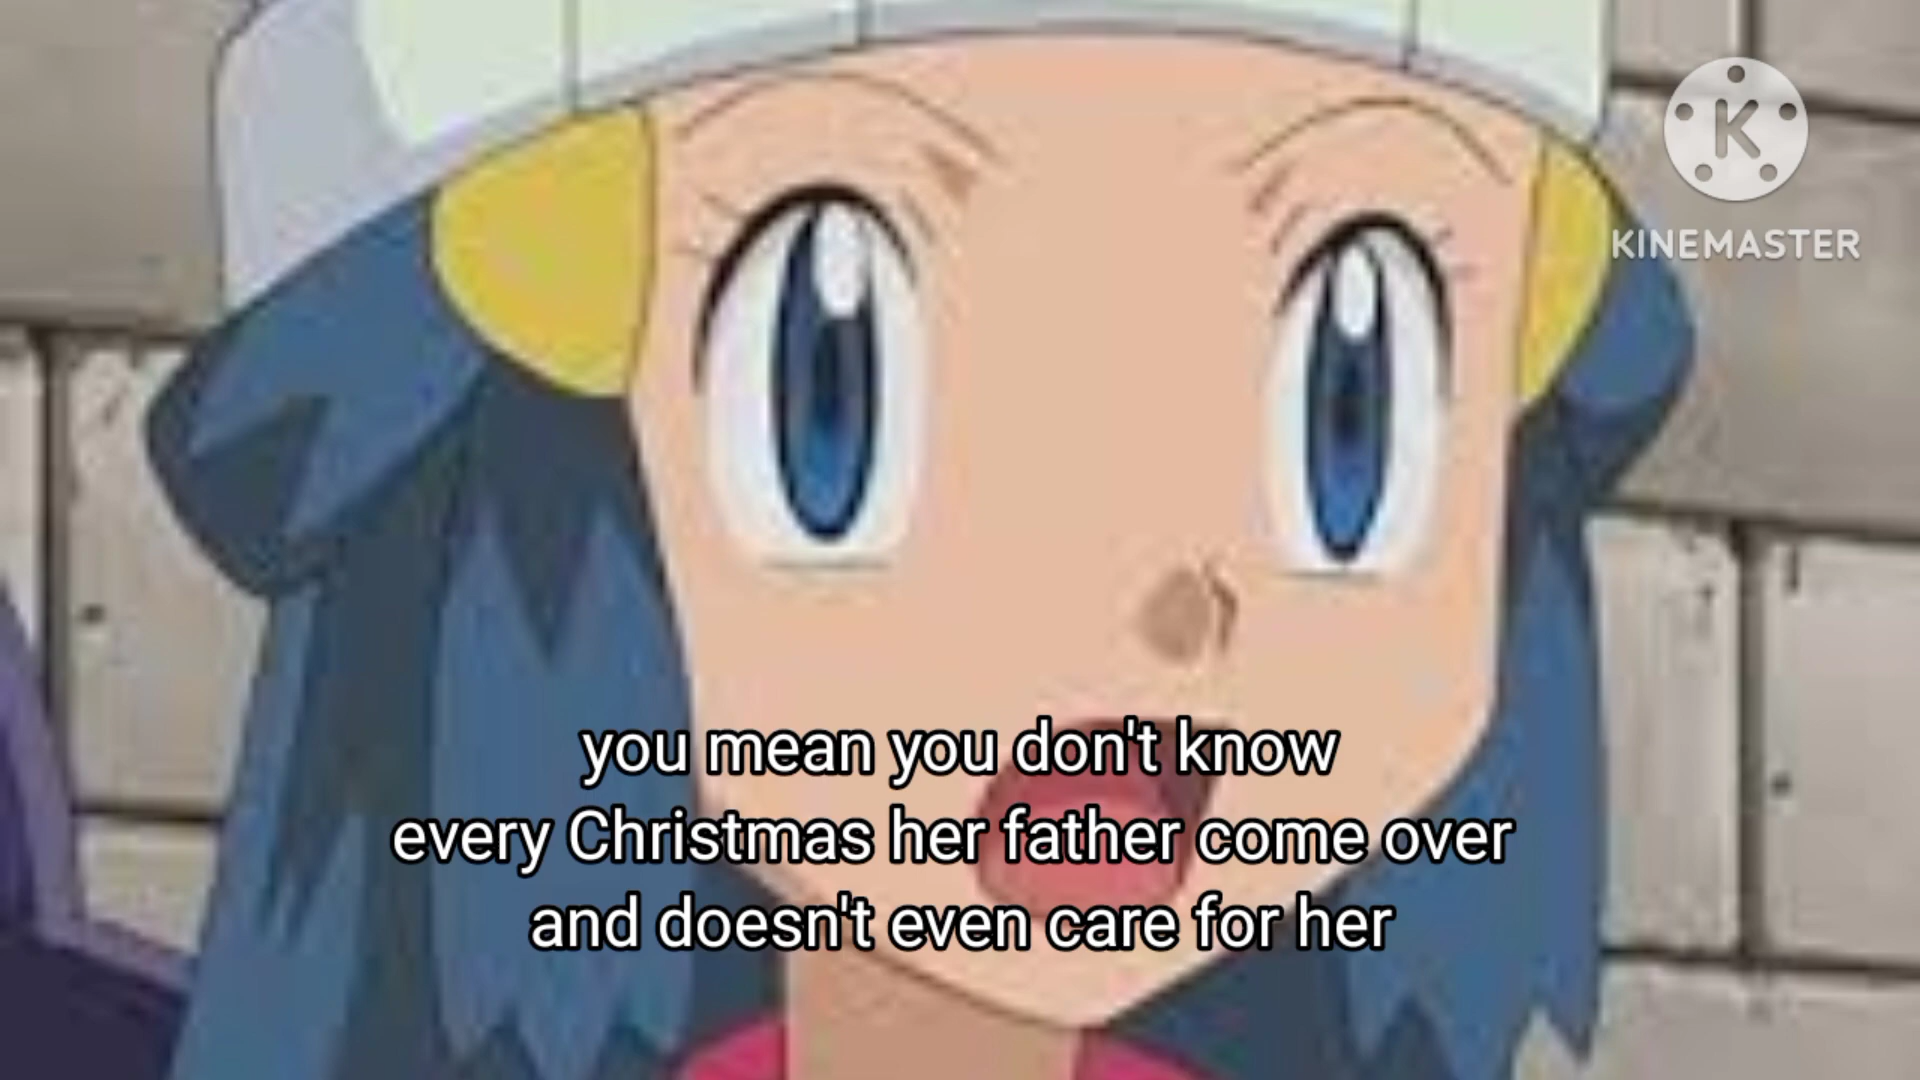 K
KINEMASTER
you mean you don't know
every Christmas her father come over
and doesn't even care for her